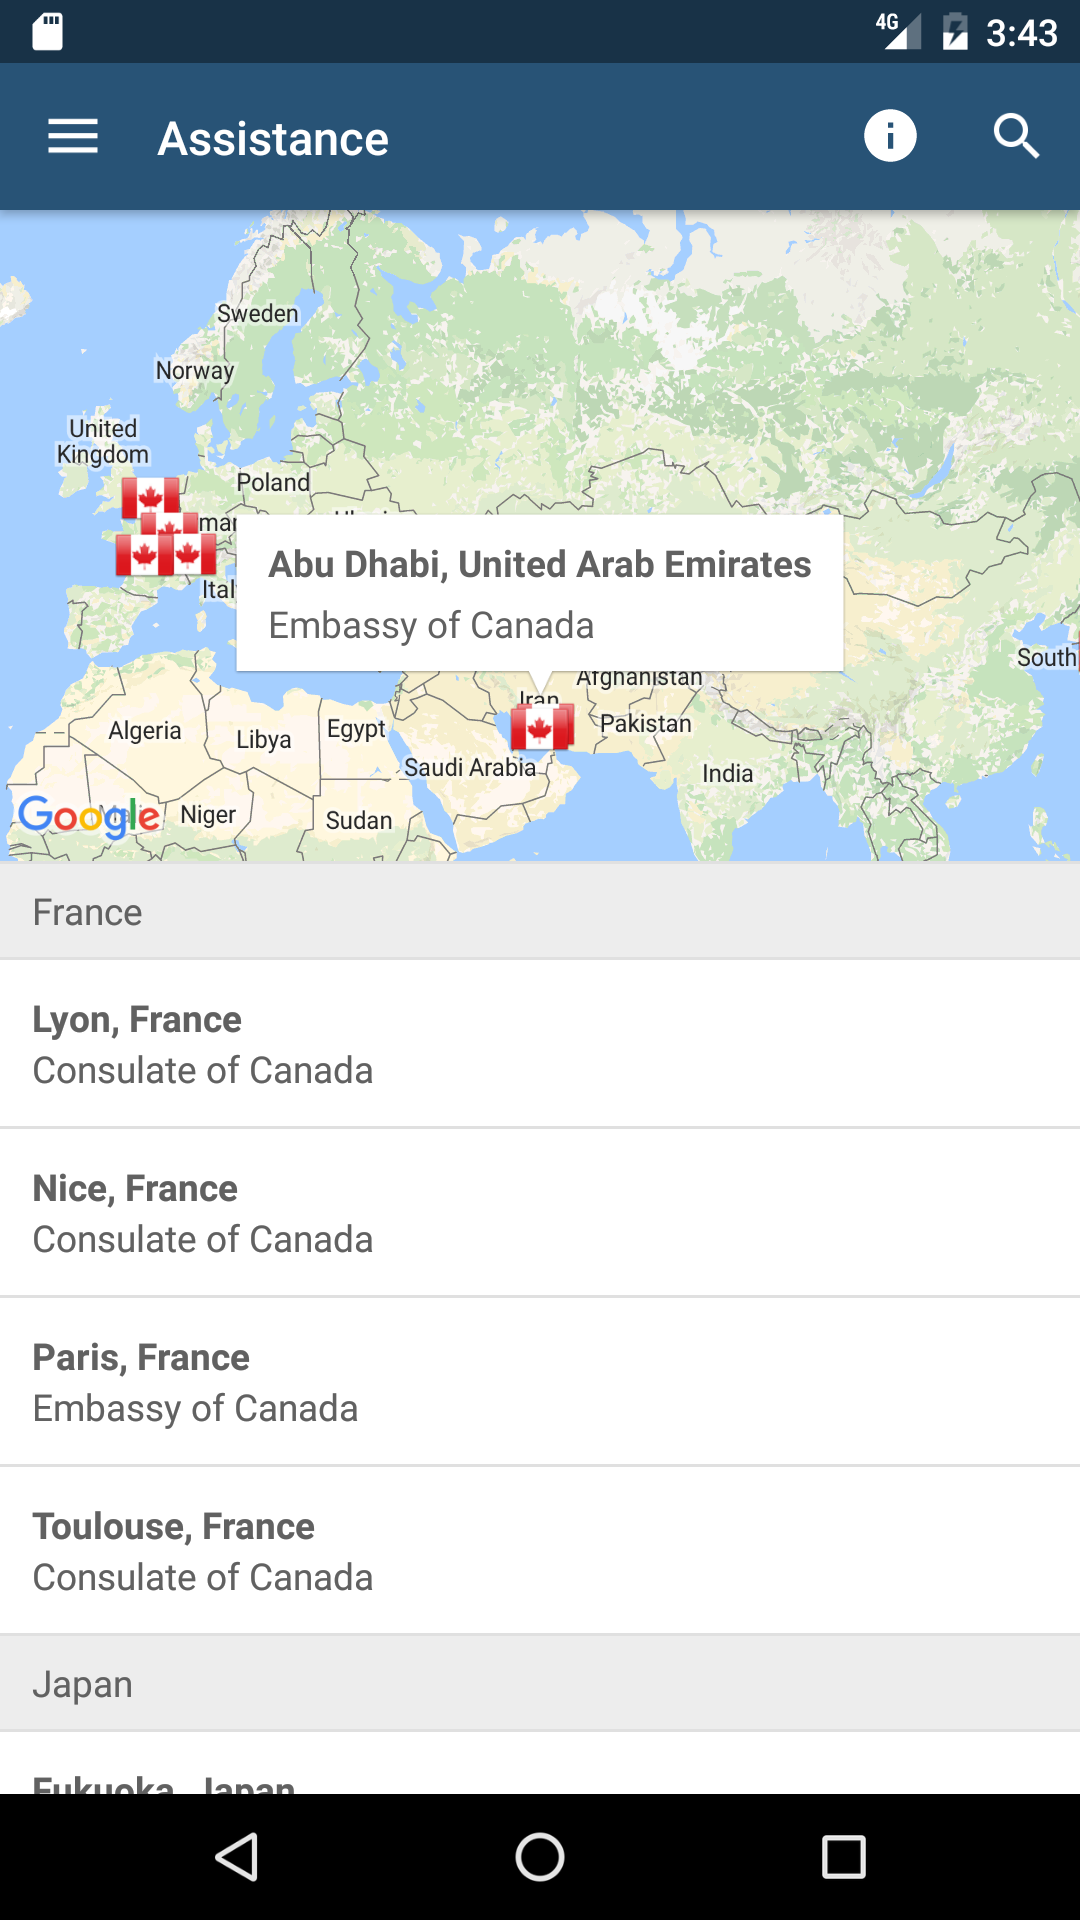 4G 3:43
Assistance
Sweden
Norway
United
Kingdom
Poland
Abu Dhabi, United Arab Emirates
Embassy of Canada
South
Afghanistan
Iran
Pakistan
Algeria
Libya
Egypt
Saudi Arabia
India
Google
Niger
Sudan
France
Lyon, France
Consulate of Canada
Nice, France
Consulate of Canada
Paris, France
Embassy of Canada
Toulouse, France
Consulate of Canada
Japan
Fukuoka, Japan